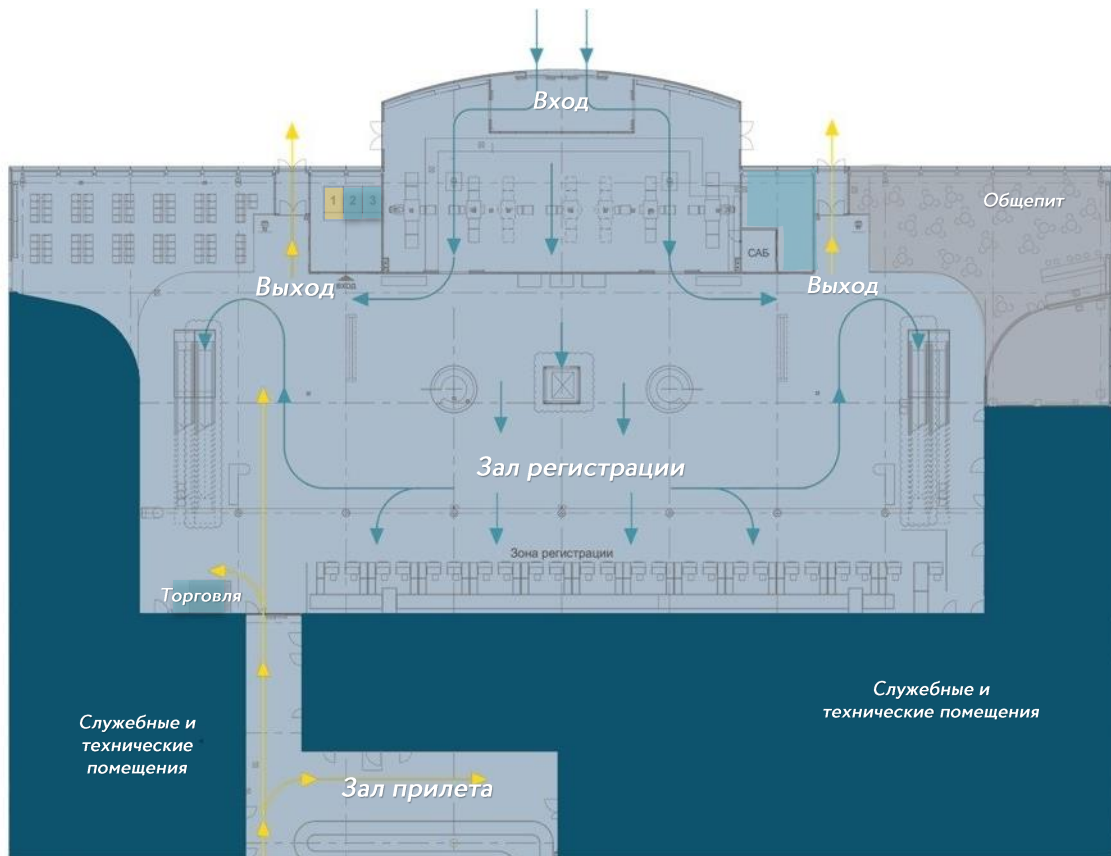 Вход
1 2 3
Общепит
САБ
Выход
ВХОД
Выход
Зал регистрации
Зона регистрации
Торговля
Служебные и
технические помещения
Служебные и
технические
помещения
Зал прилета